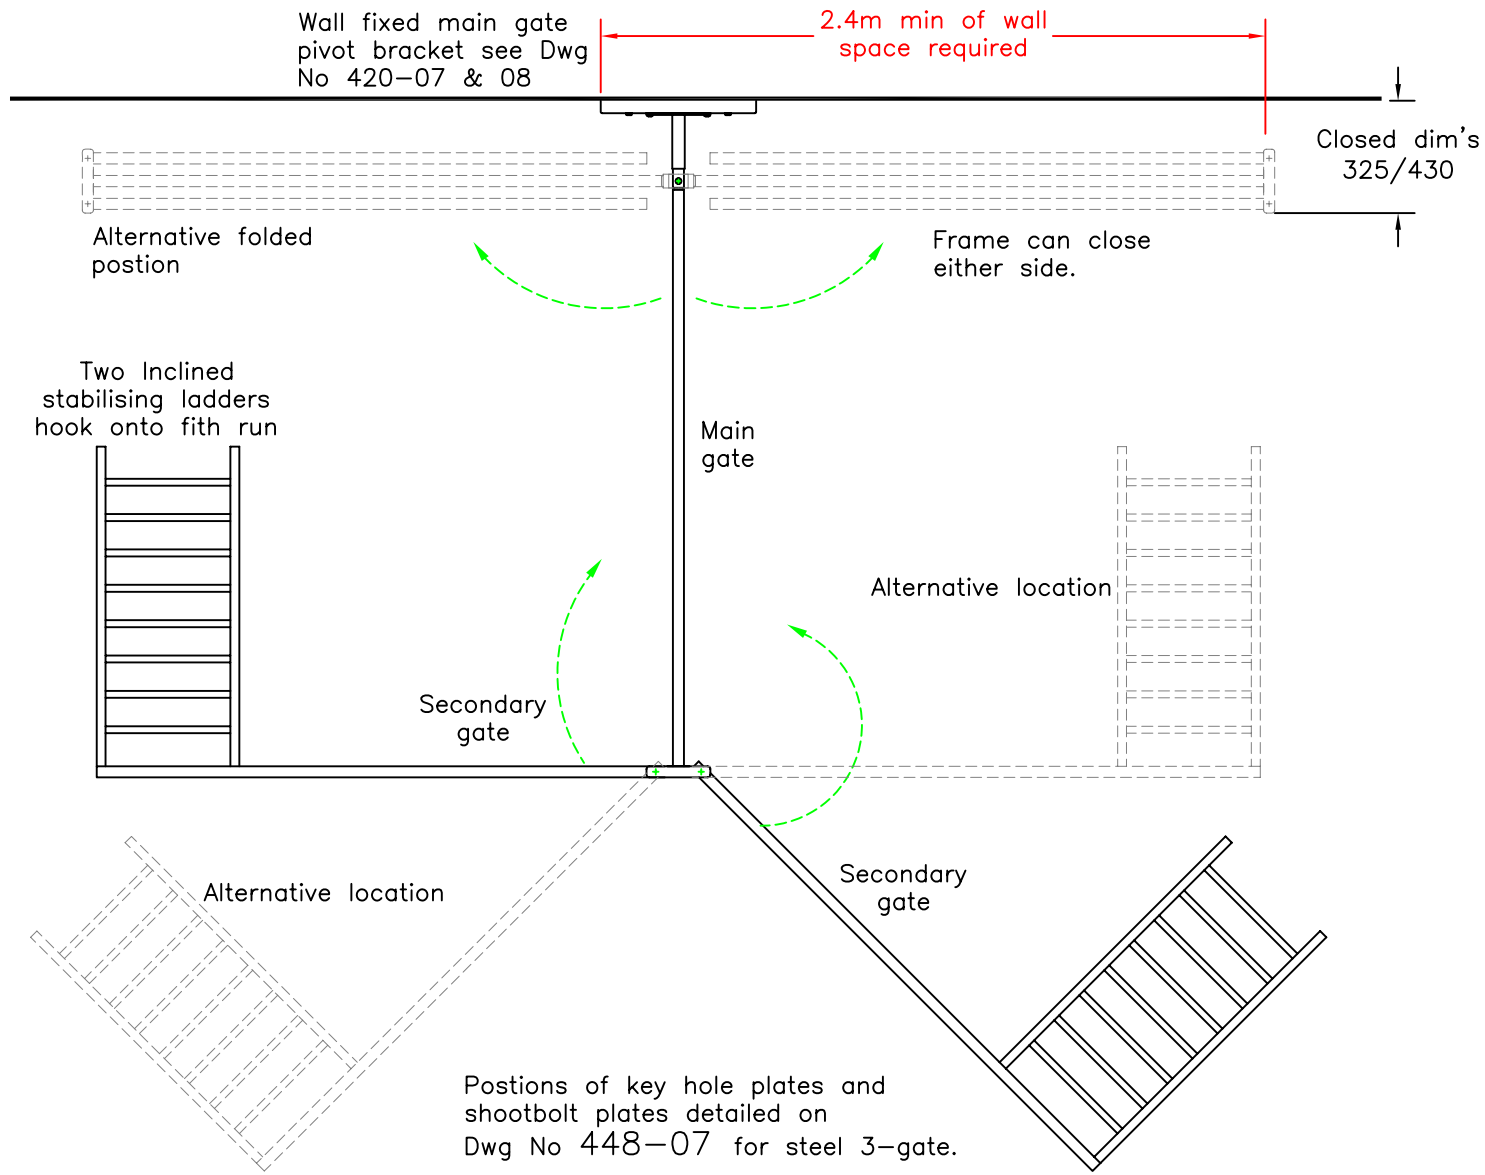 Wall fixed main gate
pivot bracket see Dwg
No 420-07 & 08
2.4m min of wall
space required
Closed dim's
325/430
Alternative folded
postion
Frame can close
either side.
Two Inclined
stabilising ladders
hook onto fith run
Main
gate
Alternative location
Secondary
gate
Alternative location
Secondary
gate
Postions of key hole plates and
shootbolt plates detailed on
Dwg No 448-07 for steel 3-gate.